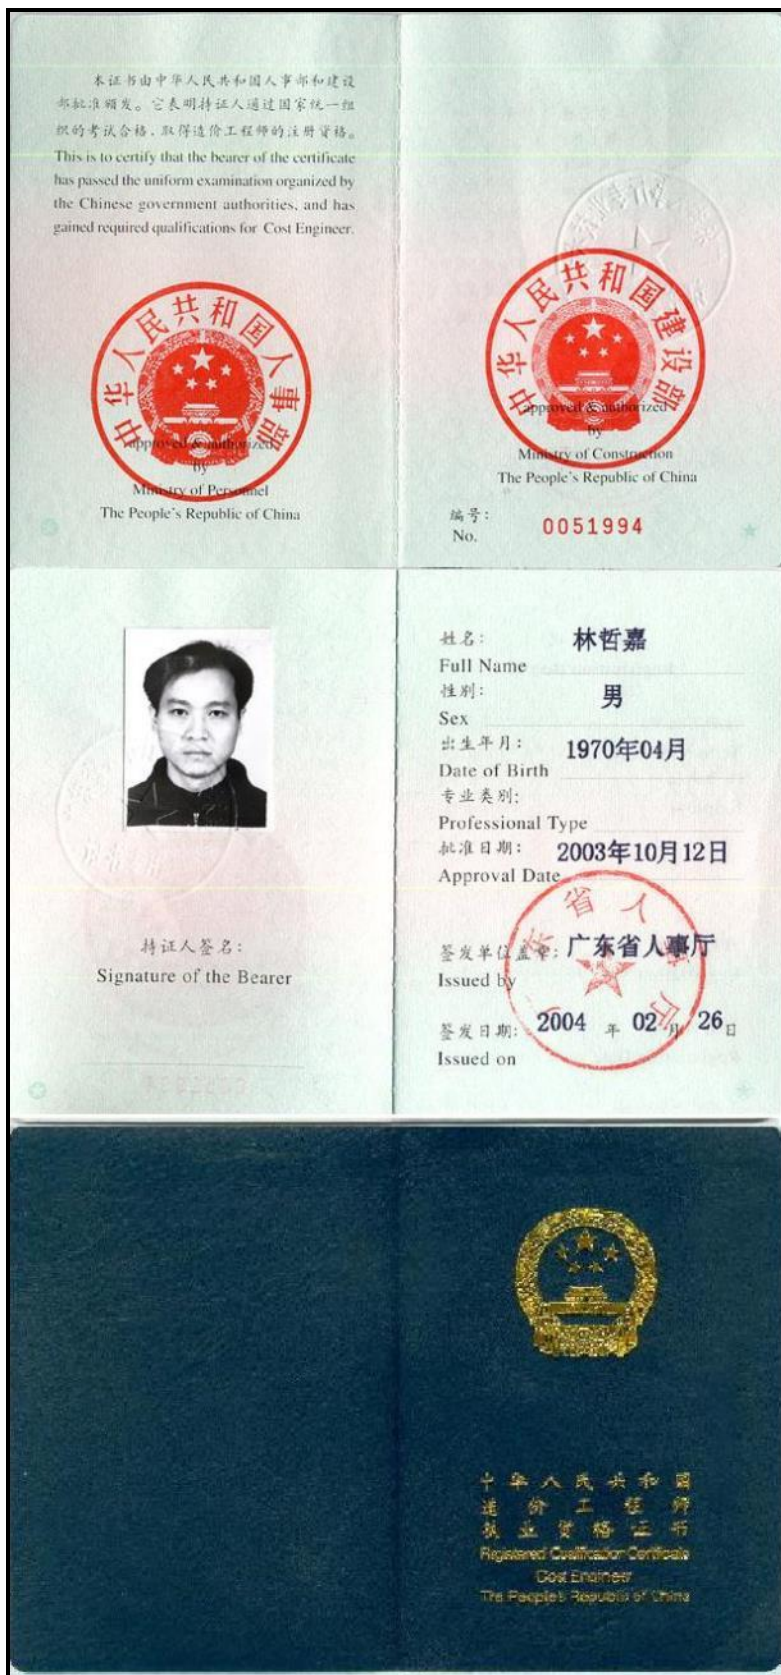 本证书由中华人民共和国人事部和建设
部批准颁发。它表明持证人通过国家统一组
织的考试合格，取得造价工程师的注册资格。
This is to certify that the bearer of the certificate
has passed the uniform examination organized by
the Chinese government authorities, and has
gained required qualifications for Cost Engineer.
中华人民共和国人事部
approved & authorized
by
Ministry of Personnel
The People's Republic of China
中华人民共和国建设部
approved & authorized
by
Ministry of Construction
The People's Republic of China
编号：
No. 0051994
持证人签名：
Signature of the Bearer
姓名： 林哲嘉
Full Name
性别： 男
Sex
出生年月： 1970年04月
Date of Birth
专业类别：
Professional Type
批准日期： 2003年10月12日
Approval Date
签发单位盖章： 广东省人事厅
Issued by
广东省人事厅
签发日期： 2004 年 02 月 26 日
Issued on
中华人民共和国
造价工程师
执业资格证书
Registered Qualification Certificate
Cost Engineer
The People's Republic of China